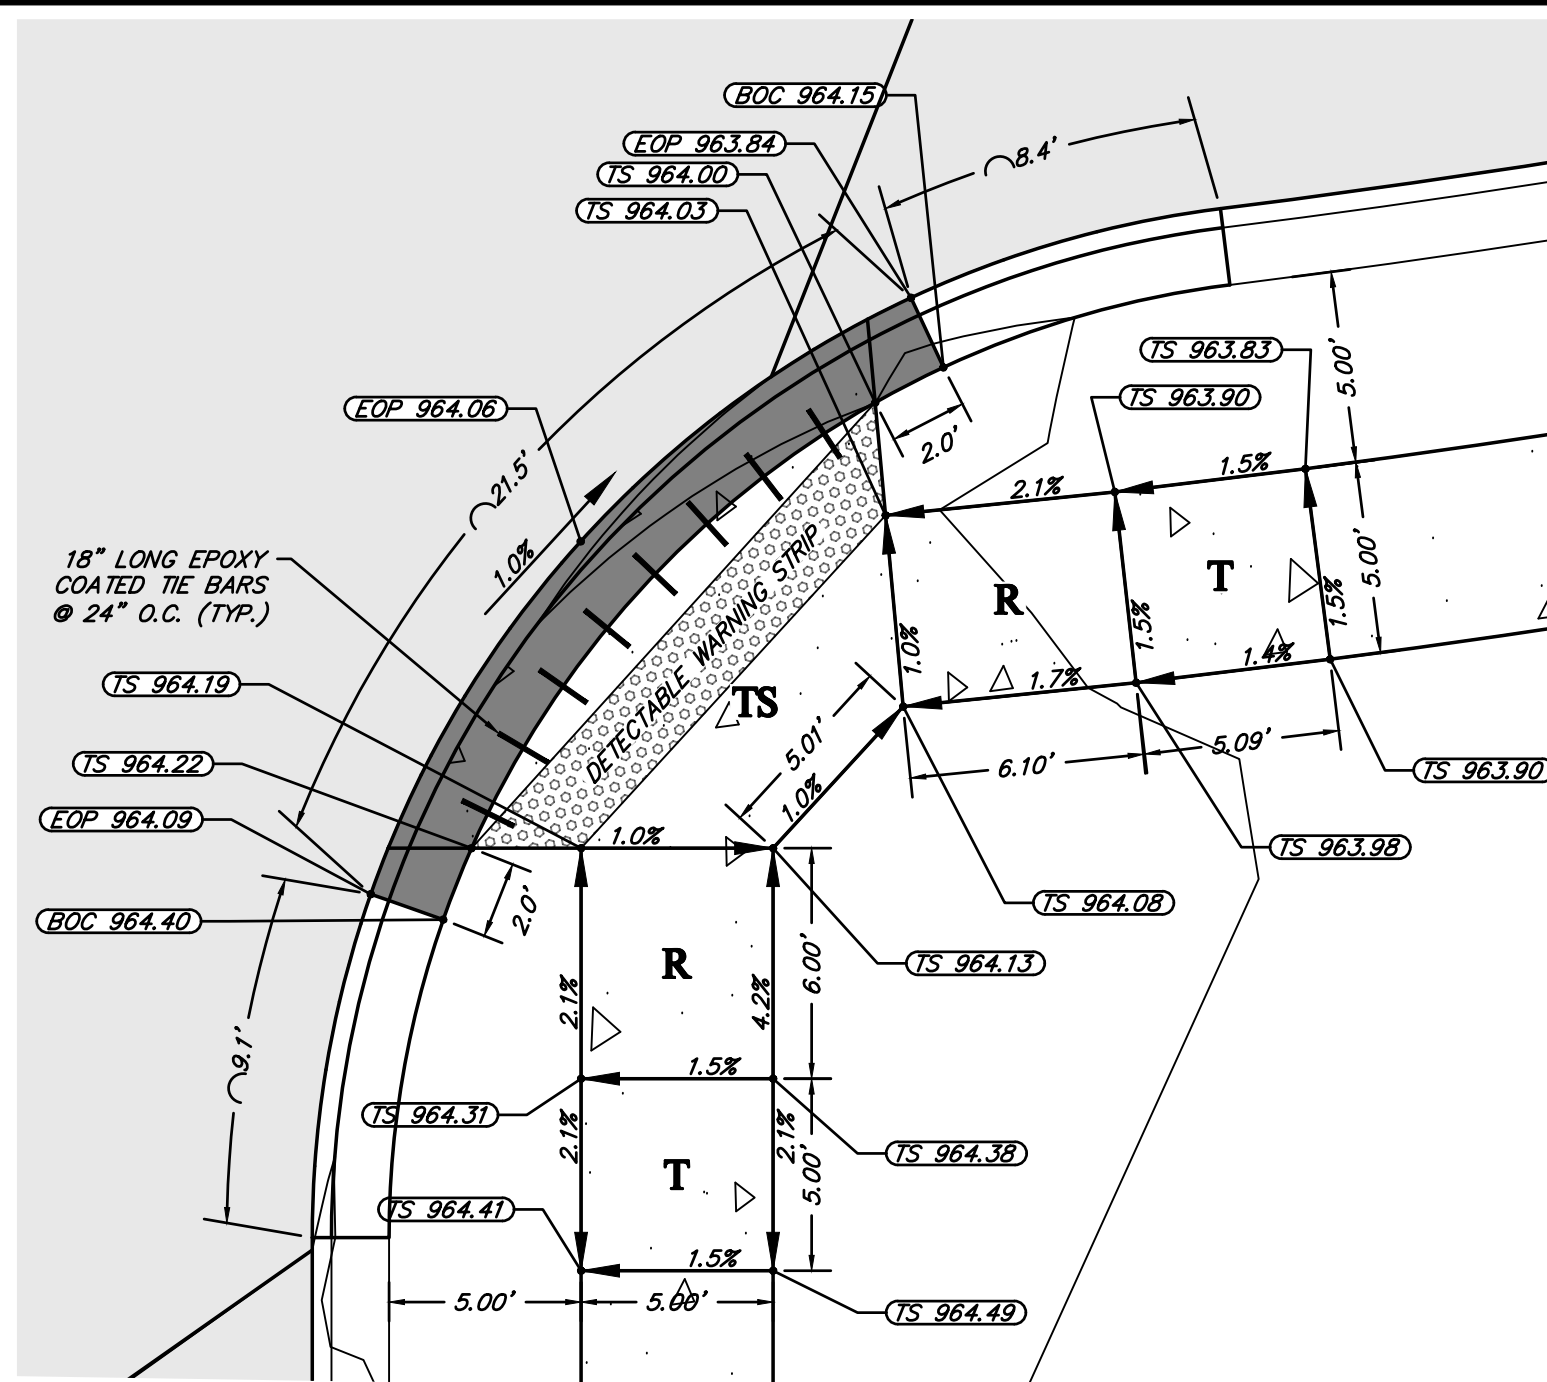 BOC 964.15
EOP 963.84
TS 964.00
TS 964.03
8.4'
TS 963.83
TS 963.90
5.00'
EOP 964.06
2.0'
21.5'
2.1%
1.5%
18" LONG EPOXY
COATED TIE BARS
@ 24" O.C. (TYP.)
1.0%
DETECTABLE WARNING STRIP
R
T
5.00'
1.5%
1.5%
1.0%
1.7%
1.4%
TS 964.19
TS
5.01'
6.10'
5.09'
TS 964.22
TS 963.90
1.0%
EOP 964.09
1.0%
TS 963.98
BOC 964.40
2.0'
TS 964.08
R
TS 964.13
6.00'
2.1%
4.2%
9.1'
1.5%
TS 964.31
2.1%
2.1%
TS 964.38
T
5.00'
TS 964.41
1.5%
5.00'
5.00'
TS 964.49